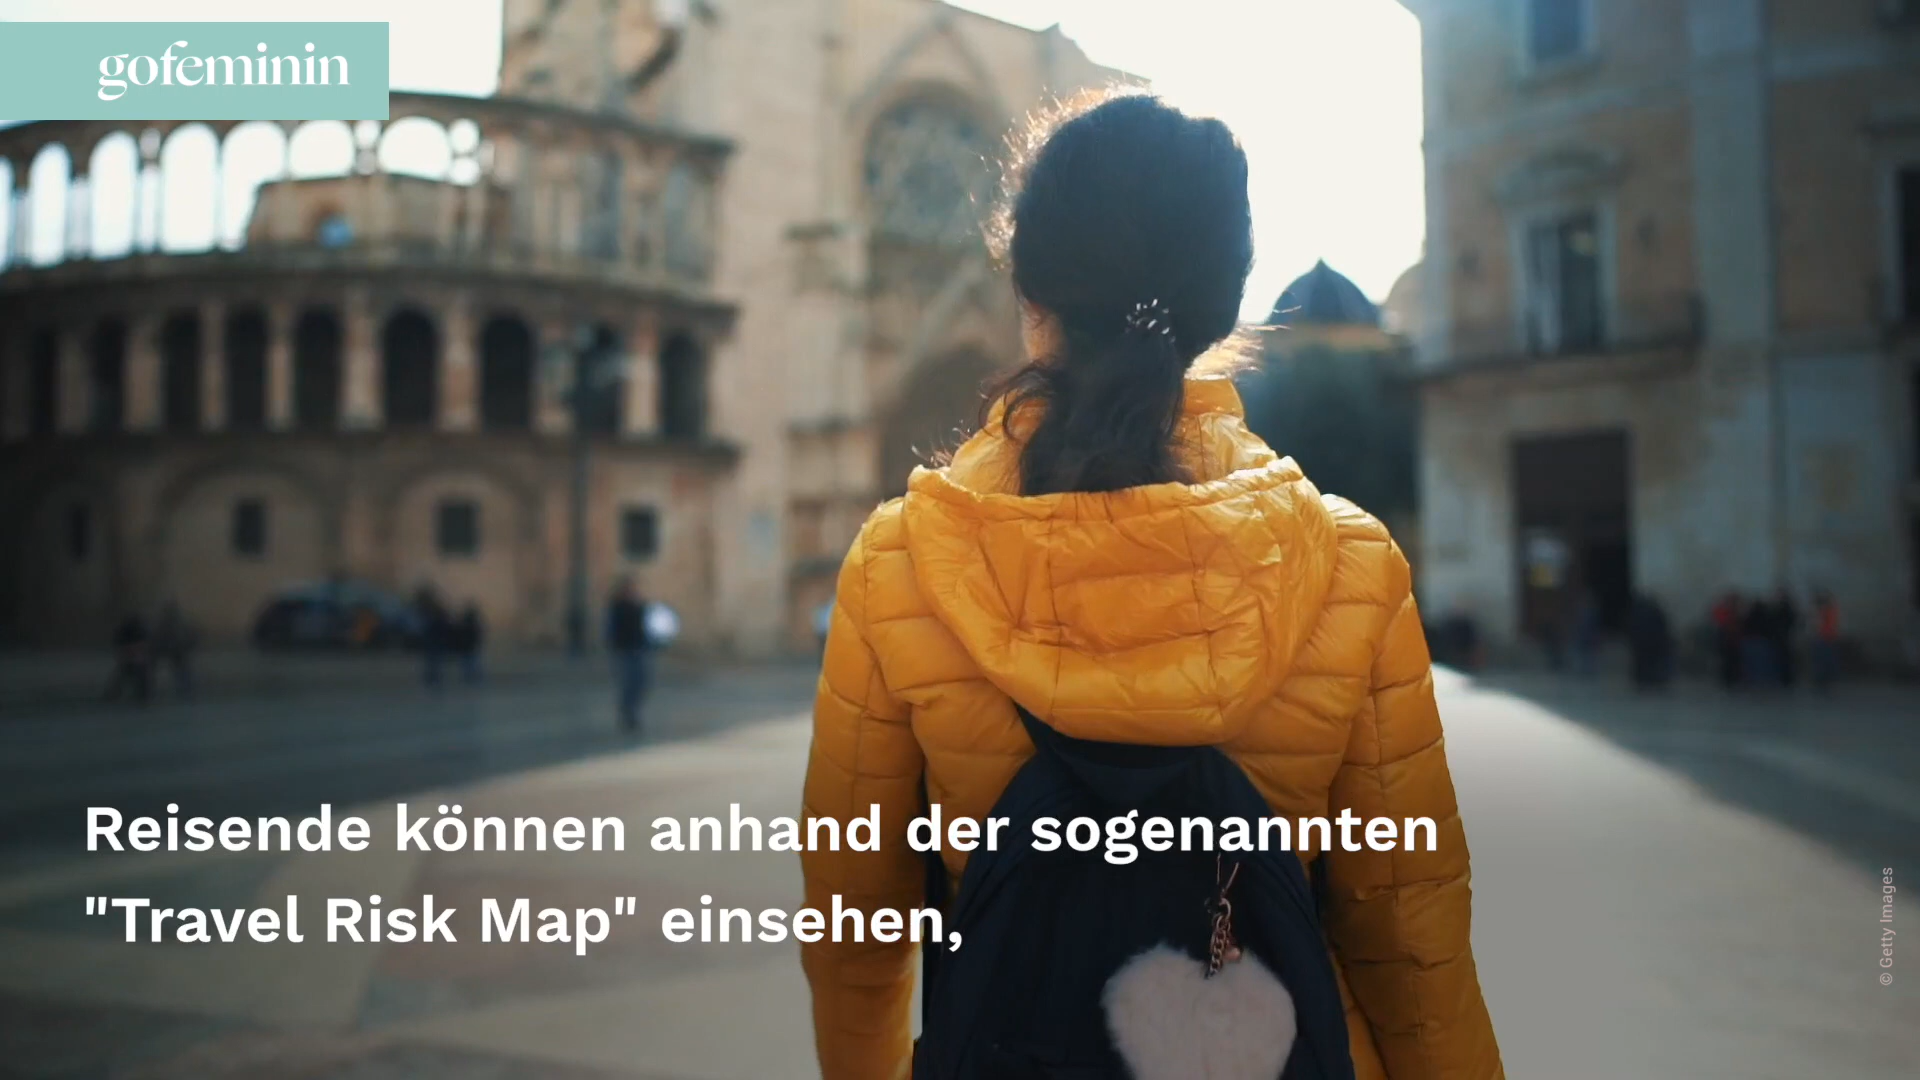 gofeminin
Reisende können anhand der sogenannten
"Travel Risk Map" einsehen,
© Getty Images